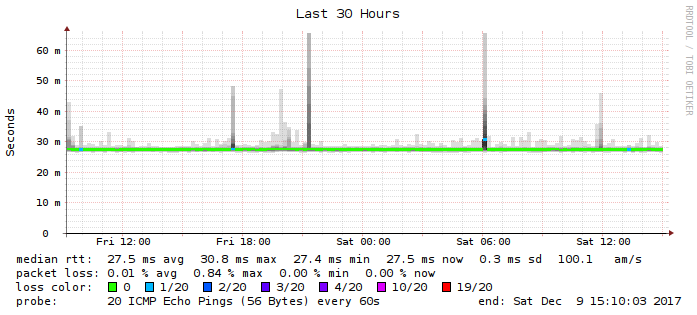 Last 30 Hours
RRDTOOL / TOBI OETIKER
Seconds
60 m
50 m
40 m
30 m
20 m
10 m
0
Fri 12:00 Fri 18:00 Sat 00:00 Sat 06:00 Sat 12:00
median rtt: 27.5 ms avg 30.8 ms max 27.4 ms min 27.5 ms now 0.3 ms sd 100.1 am/s
packet loss: 0.01 % avg 0.84 % max 0.00 % min 0.00 % now
loss color: 0 1/20 2/20 3/20 4/20 10/20 19/20
probe: 20 ICMP Echo Pings (56 Bytes) every 60s end: Sat Dec 9 15:10:03 2017